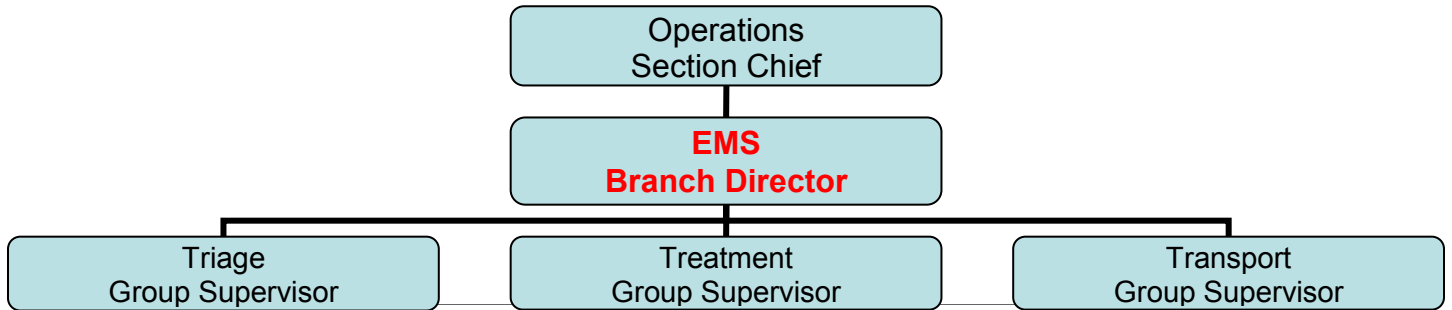 Operations
Section Chief
EMS
Branch Director
Triage
Group Supervisor
Treatment
Group Supervisor
Transport
Group Supervisor